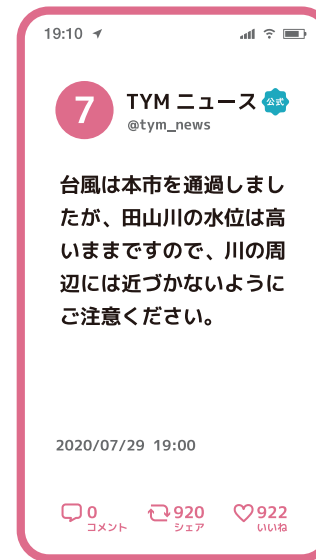 19:10
7
TYM ニュース 公式
@tym_news
台風は本市を通過しまし
たが、田山川の水位は高
いままですので、川の周
辺には近づかないように
ご注意ください。
2020/07/29 19:00
0 920 922
コメント シェア いいね